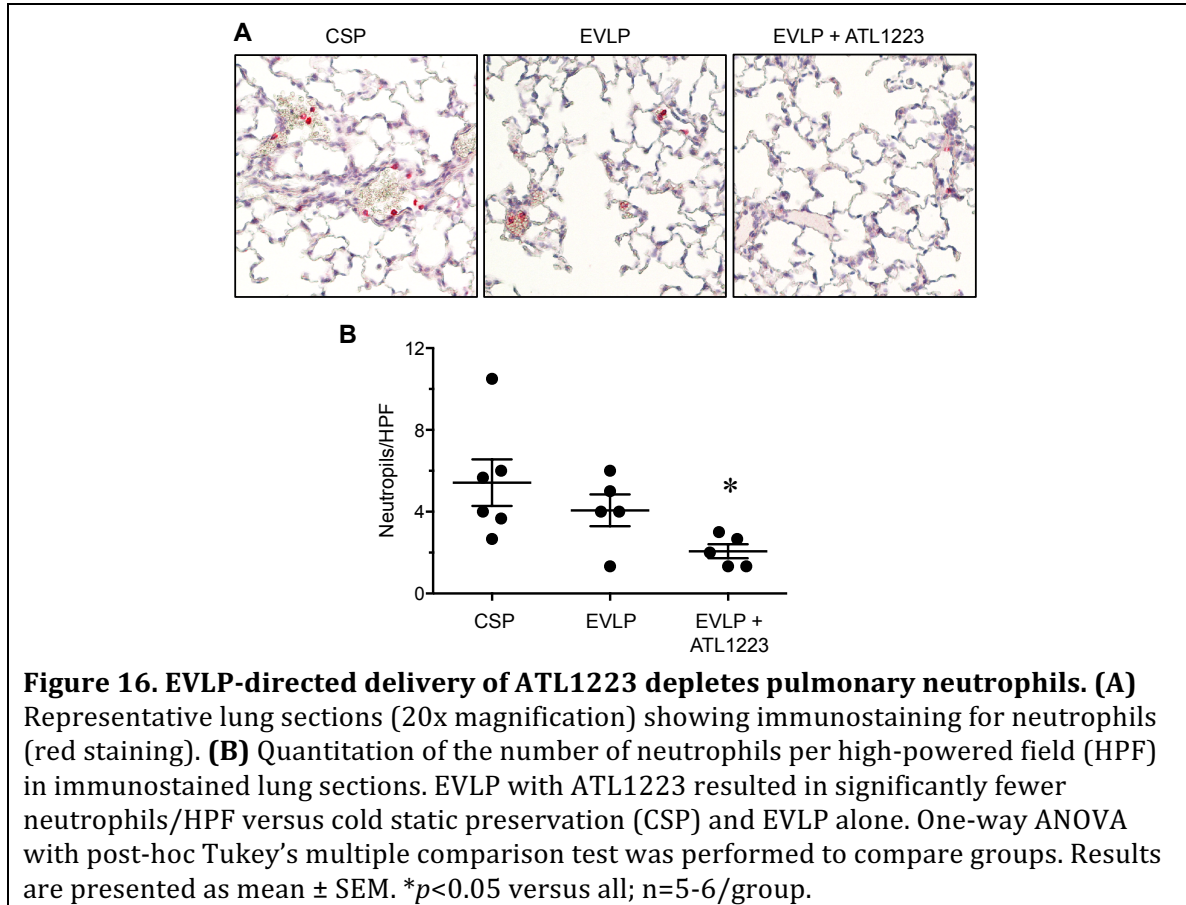 A
CSP EVLP EVLP + ATL1223
B
12
8
4
0
Neutropils/HPF
*
CSP EVLP EVLP +
ATL1223
Figure 16. EVLP-directed delivery of ATL1223 depletes pulmonary neutrophils. (A)
Representative lung sections (20x magnification) showing immunostaining for neutrophils
(red staining). (B) Quantitation of the number of neutrophils per high-powered field (HPF)
in immunostained lung sections. EVLP with ATL1223 resulted in significantly fewer
neutrophils/HPF versus cold static preservation (CSP) and EVLP alone. One-way ANOVA
with post-hoc Tukey’s multiple comparison test was performed to compare groups. Results
are presented as mean ± SEM. *p<0.05 versus all; n=5-6/group.